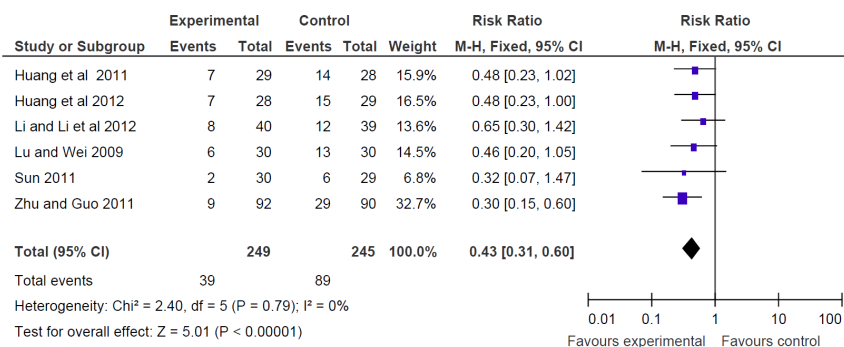 Experimental Control Risk Ratio Risk Ratio
Study or Subgroup Events Total Events Total Weight M-H, Fixed, 95% CI M-H, Fixed, 95% CI
Huang et al 2011 7 29 14 28 15.9% 0.48 [0.23, 1.02]
Huang et al 2012 7 28 15 29 16.5% 0.48 [0.23, 1.00]
Li and Li et al 2012 8 40 12 39 13.6% 0.65 [0.30, 1.42]
Lu and Wei 2009 6 30 13 30 14.5% 0.46 [0.20, 1.05]
Sun 2011 2 30 6 29 6.8% 0.32 [0.07, 1.47]
Zhu and Guo 2011 9 92 29 90 32.7% 0.30 [0.15, 0.60]
Total (95% CI) 249 245 100.0% 0.43 [0.31, 0.60]
Total events 39 89
Heterogeneity: Chi² = 2.40, df = 5 (P = 0.79); I² = 0%
Test for overall effect: Z = 5.01 (P < 0.00001)
0.01 0.1 1 10 100
Favours experimental Favours control